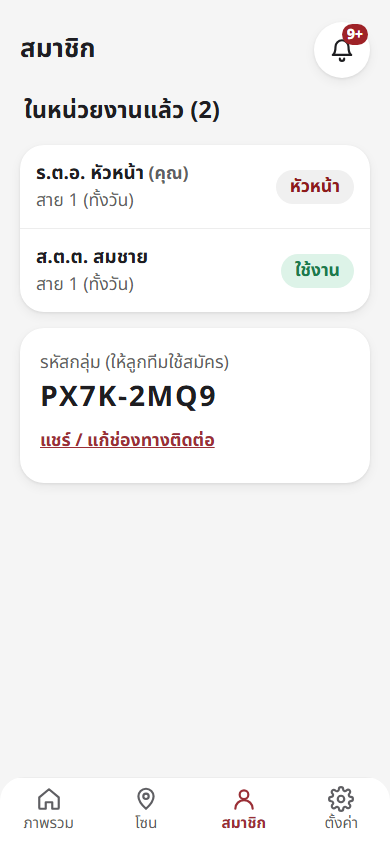 สมาชิก
9+
ในหน่วยงานแล้ว (2)
ร.ต.อ. หัวหน้า (คุณ)
สาย 1 (ทั้งวัน)
หัวหน้า
ส.ต.ต. สมชาย
สาย 1 (ทั้งวัน)
ใช้งาน
รหัสกลุ่ม (ให้ลูกทีมใช้สมัคร)
PX7K-2MQ9
แชร์ / แก้ช่องทางติดต่อ
ภาพรวม
โซน
สมาชิก
ตั้งค่า